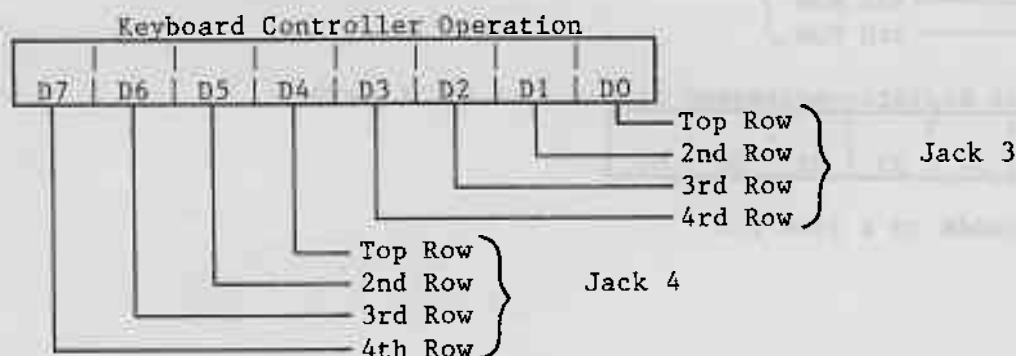 Keyboard Controller Operation
D7 D6 D5 D4 D3 D2 D1 D0
Top Row
2nd Row Jack 3
3rd Row
4rd Row
Top Row
2nd Row Jack 4
3rd Row
4th Row